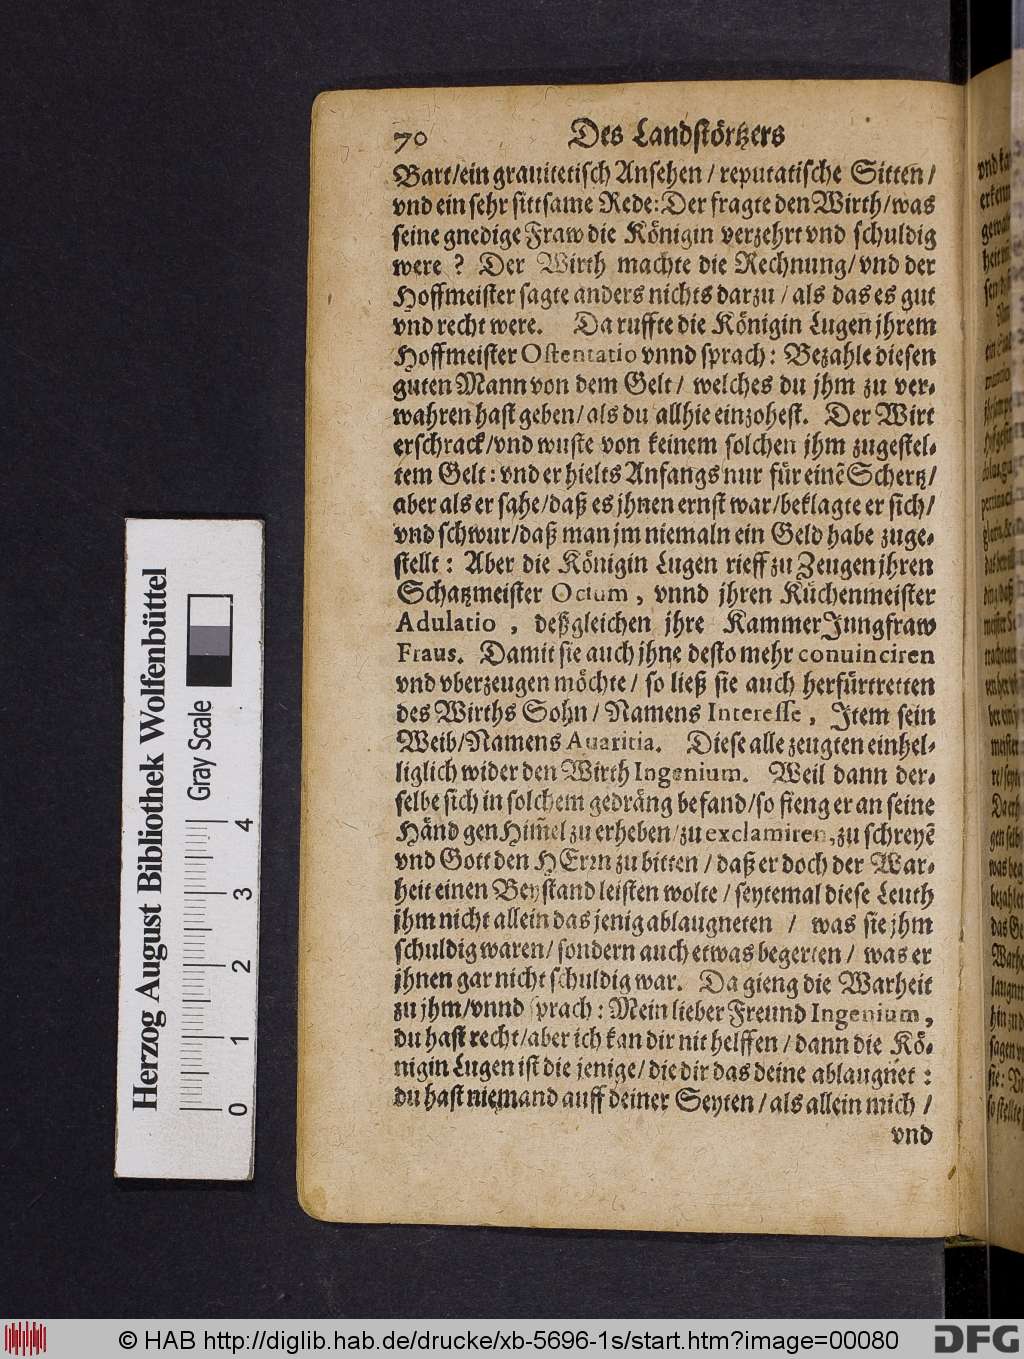 70 Des Landstörtzers
Bart/ein grauitetisch Ansehen / reputatische Sitten /
vnd ein sehr sittsame Rede: Der fragte den Wirth/was
seine gnedige Fraw die Königin verzehrt vnd schuldig
were ? Der Wirth machte die Rechnung/ vnd der
Hoffmeister sagte anders nichts darzu / als das es gut
vnd recht were. Da ruffte die Königin Lugen jhrem
Hoffmeister Ostentatio vnnd sprach: Bezahle diesen
guten Mann von dem Gelt / welches du jhm zu ver-
wahren hast geben/ als du allhie einzohest. Der Wirt
erschrack/vnd wuste von keinem solchen jhm zugestel-
tem Gelt: vnd er hielts Anfangs nur für einē Schertz/
aber als er sahe/daß es jhnen ernst war/beklagte er sich/
vnd schwur/daß man jm niemaln ein Geld habe zuge-
stellt: Aber die Königin Lugen rieff zu Zeugen jhren
Schatzmeister Ocium, vnnd jhren Küchenmeister
Adulatio, deßgleichen jhre KammerJungfraw
Fraus. Damit sie auch jhne desto mehr conuinciren
vnd vberzeugen möchte/ so ließ sie auch herfürtretten
des Wirths Sohn / Namens Interesse, Item sein
Weib/Namens Auaritia. Diese alle zeugten einhel-
liglich wider den Wirth Ingenium. Weil dann der-
selbe sich in solchem gedräng befand/so fieng er an seine
Händ gen Him̃el zu erheben/zu exclamiren, zu schreyē
vnd Gott den HErrn zu bitten / daß er doch der War-
heit einen Beystand leisten wolte / seytemal diese Leuth
jhm nicht allein das jenig ablaugneten / was sie jhm
schuldig waren/ sondern auch etwas begerten / was er
jhnen gar nicht schuldig war. Da gieng die Warheit
zu jhm/vnnd sprach: Mein lieber Freund Ingenium,
du hast recht/aber ich kan dir nit helffen / dann die Kö-
nigin Lugen ist die jenige/ die dir das deine ablaugnet:
du hast niemand auff deiner Seyten / als allein mich /
vnd
Herzog August Bibliothek Wolfenbüttel
Gray Scale
0 1 2 3 4
© HAB http://diglib.hab.de/drucke/xb-5696-1s/start.htm?image=00080
DFG